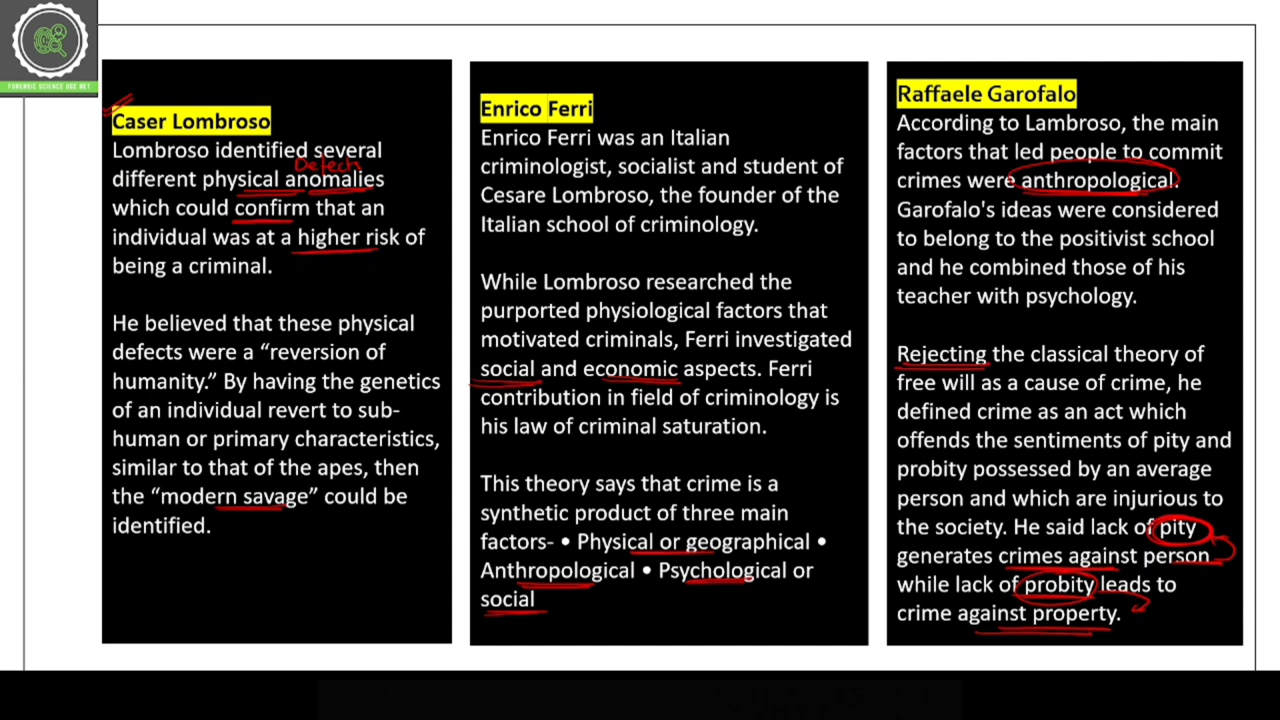 FORENSIC SCIENCE UGC NET
Caser Lombroso
Lombroso identified several
Defech
different physical anomalies
which could confirm that an
individual was at a higher risk of
being a criminal.
He believed that these physical
defects were a “reversion of
humanity.” By having the genetics
of an individual revert to sub-
human or primary characteristics,
similar to that of the apes, then
the “modern savage” could be
identified.
Enrico Ferri
Enrico Ferri was an Italian
criminologist, socialist and student of
Cesare Lombroso, the founder of the
Italian school of criminology.
While Lombroso researched the
purported physiological factors that
motivated criminals, Ferri investigated
social and economic aspects. Ferri
contribution in field of criminology is
his law of criminal saturation.
This theory says that crime is a
synthetic product of three main
factors- • Physical or geographical •
Anthropological • Psychological or
social
Raffaele Garofalo
According to Lambroso, the main
factors that led people to commit
crimes were anthropological.
Garofalo's ideas were considered
to belong to the positivist school
and he combined those of his
teacher with psychology.
Rejecting the classical theory of
free will as a cause of crime, he
defined crime as an act which
offends the sentiments of pity and
probity possessed by an average
person and which are injurious to
the society. He said lack of pity
generates crimes against person
while lack of probity leads to
crime against property.